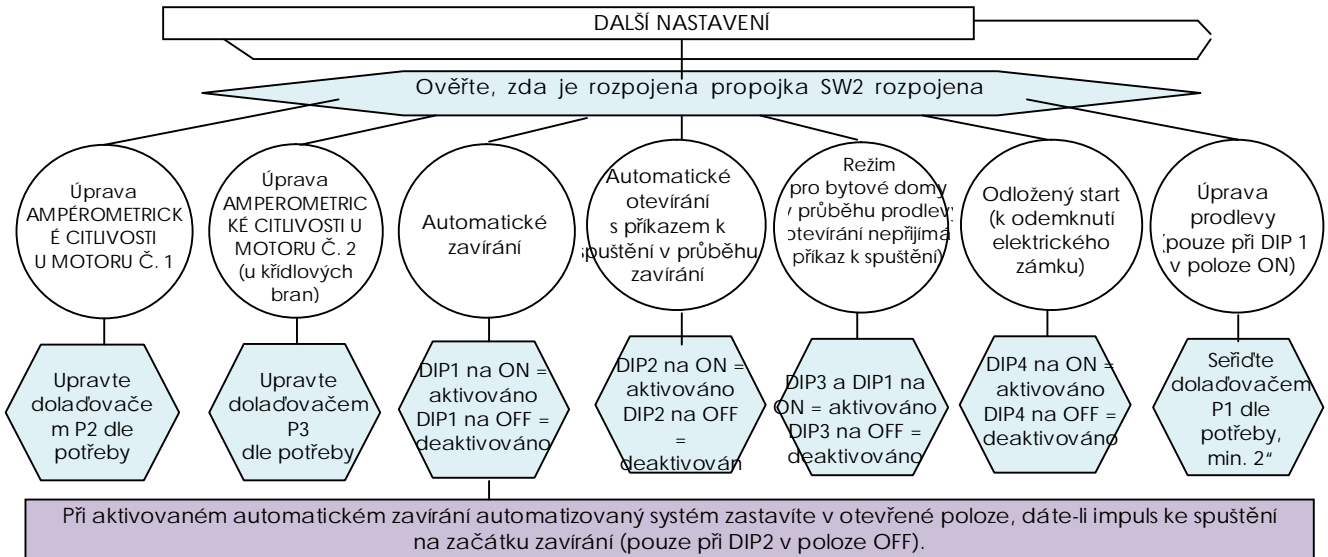 DALŠÍ NASTAVENÍ
Ověřte, zda je rozpojena propojka SW2 rozpojena
Úprava
AMPÉROMETRICK
É CITLIVOSTI
U MOTORU Č. 1
Úprava
AMPEROMETRIC
KÉ CITLIVOSTI U
MOTORU Č. 2
(u křídlových
bran)
Automatické
zavírání
Automatické
otevírání
s příkazem k
spuštění v průběhu
zavírání
Režim
pro bytové domy
v průběhu prodlevy
otevírání nepřijímá
příkaz k spuštění)
Odložený start
(k odemknutí
elektrického
zámku)
Úprava
prodlevy
(pouze při DIP 1
v poloze ON)
Upravte
dolaďovače
m P2 dle
potřeby
Upravte
dolaďovačem
P3
dle potřeby
DIP1 na ON =
aktivováno
DIP1 na OFF =
deaktivováno
DIP2 na ON =
aktivováno
DIP2 na OFF
=
deaktivován
DIP3 a DIP1 na
ON = aktivováno
DIP3 na OFF =
deaktivováno
DIP4 na ON =
aktivováno
DIP4 na OFF =
deaktivováno
Seřiďte
dolaďovačem
P1 dle
potřeby,
min. 2“
Při aktivovaném automatickém zavírání automatizovaný systém zastavíte v otevřené poloze, dáte-li impuls ke spuštění
na začátku zavírání (pouze při DIP2 v poloze OFF).